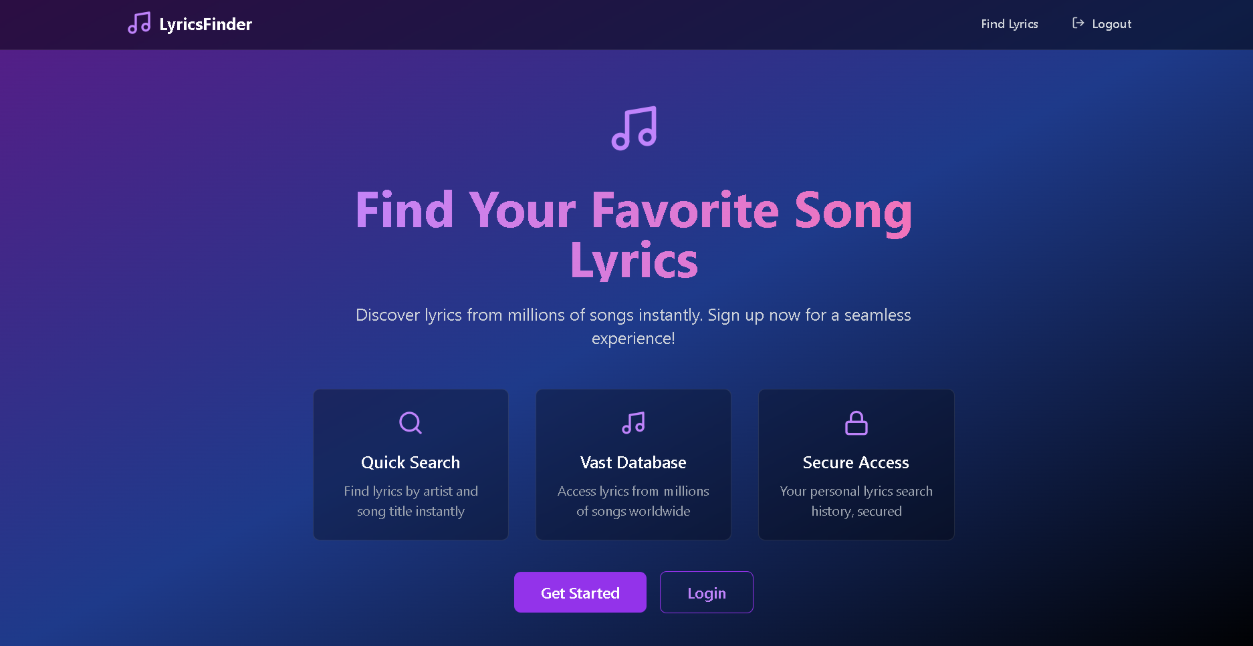 LyricsFinder
Find Lyrics
Logout
Find Your Favorite Song
Lyrics
Discover lyrics from millions of songs instantly. Sign up now for a seamless
experience!
Quick Search
Find lyrics by artist and
song title instantly
Vast Database
Access lyrics from millions
of songs worldwide
Secure Access
Your personal lyrics search
history, secured
Get Started
Login